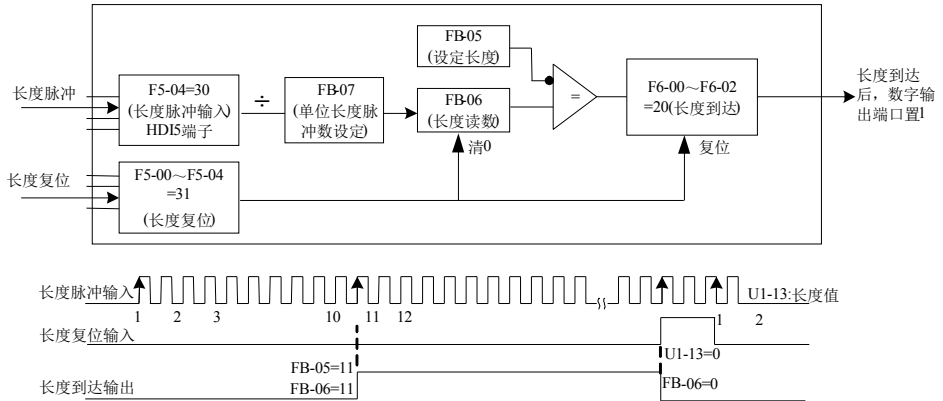 FB-05
(设定长度)
长度脉冲
F5-04=30
(长度脉冲输入)
HDI5端子
÷
FB-07
(单位长度脉
冲数设定)
FB-06
(长度读数)
=
F6-00～F6-02
=20(长度到达)
长度到达
后，数字输
出端口置1
清0
复位
长度复位
F5-00～F5-04
=31
(长度复位)
长度脉冲输入
U1-13:长度值
1 2 3 10 11 12 1 2
长度复位输入
U1-13=0
FB-05=11
长度到达输出
FB-06=11
FB-06=0